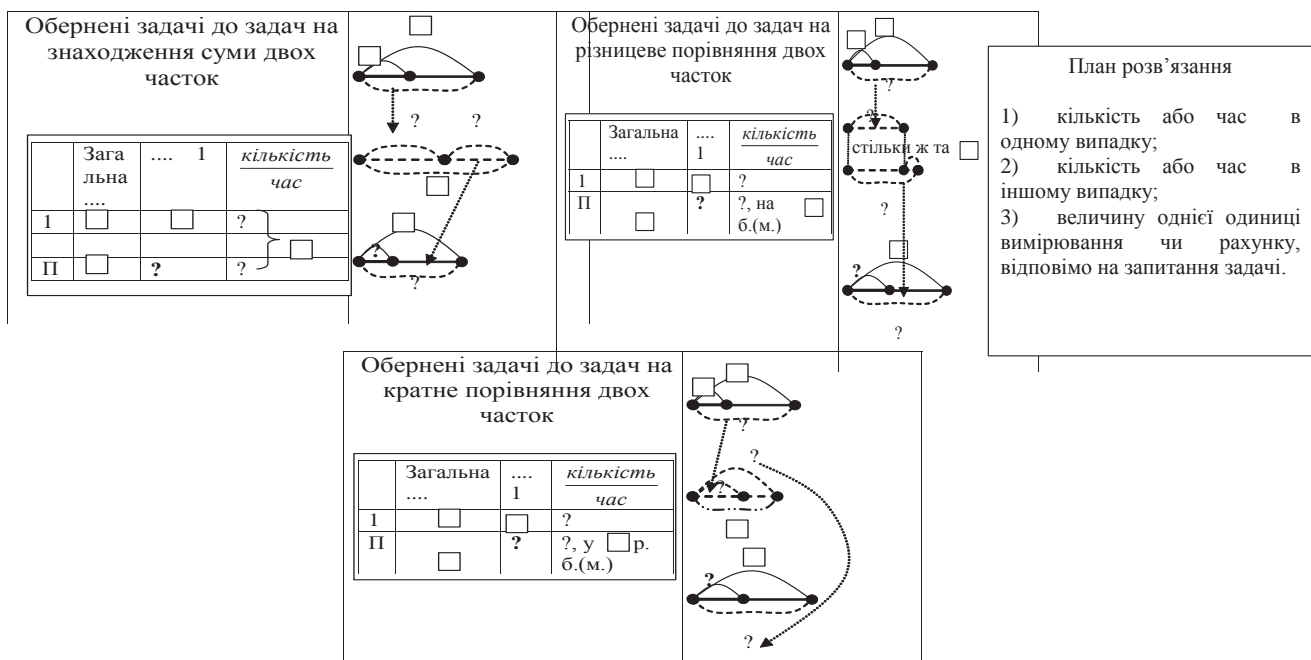 Обернені задачі до задач на
знаходження суми двох
часток
Зага
льна
....
.... 1
кількість
час
1
?
П
?
?
?
?
?
?
?
Обернені задачі до задач на
різницеве порівняння двох
часток
Загальна
....
....
1
кількість
час
1
?
П
?
?, на
б.(м.)
?
?
стільки ж та
?
?
?
План розв’язання
1) кількість або час в
одному випадку;
2) кількість або час в
іншому випадку;
3) величину однієї одиниці
вимірювання чи рахунку,
відповімо на запитання задачі.
Обернені задачі до задач на
кратне порівняння двох
часток
Загальна
....
....
1
кількість
час
1
?
П
?
?, у р.
б.(м.)
?
?
?
?
?